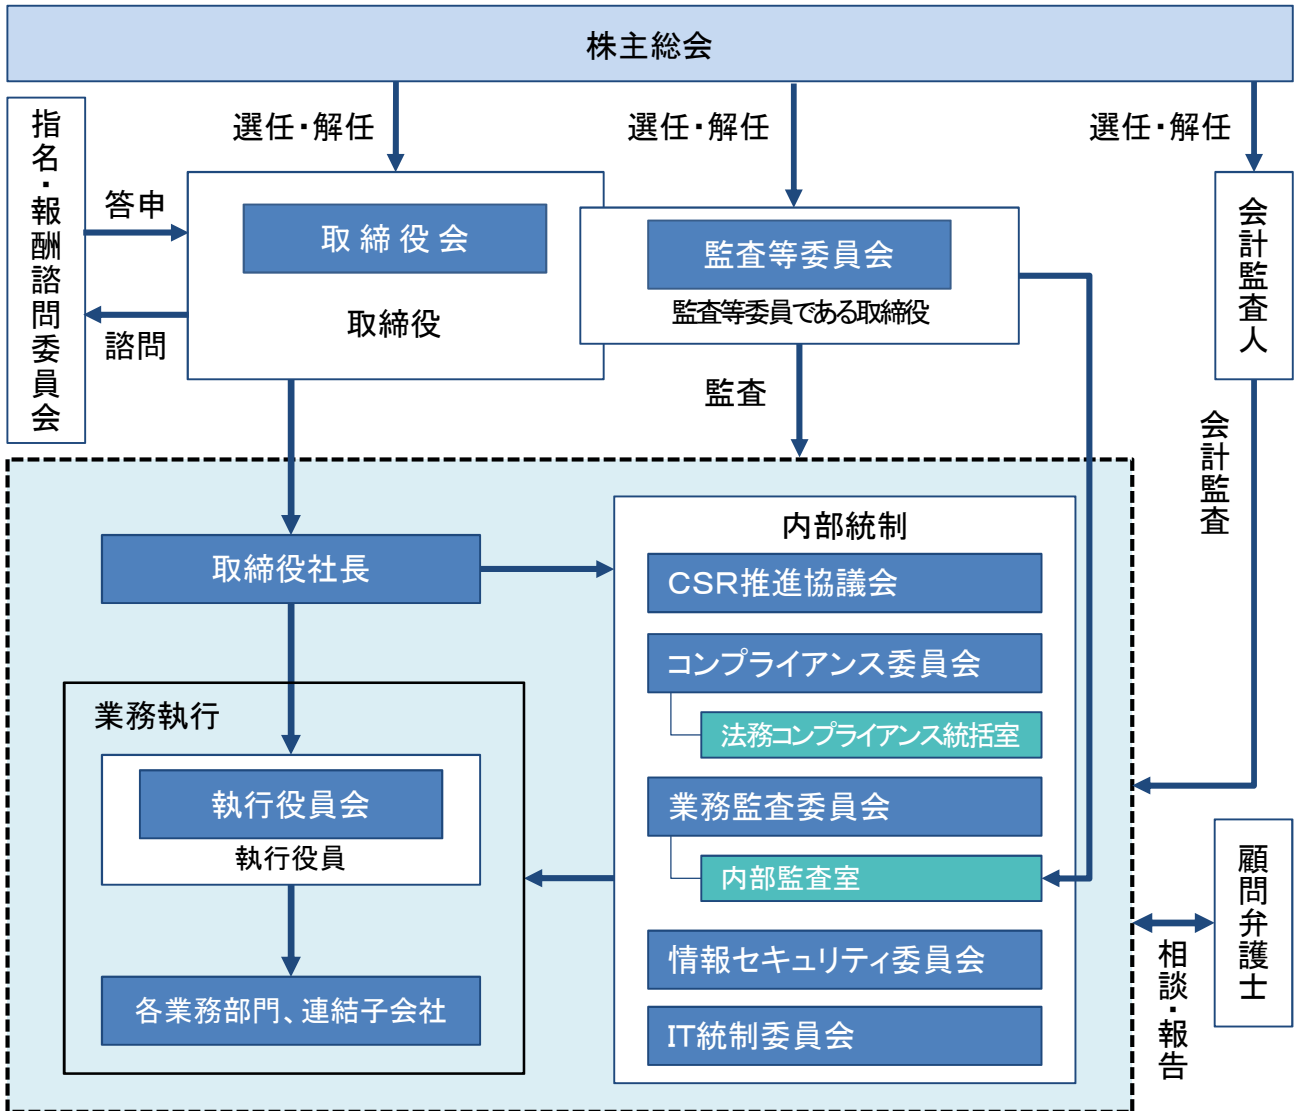 株主総会
選任・解任
選任・解任
選任・解任
指名・報酬諮問委員会
答申
諮問
取締役会
取締役
監査等委員会
監査等委員である取締役
会計監査人
監査
会計監査
取締役社長
内部統制
CSR推進協議会
コンプライアンス委員会
法務コンプライアンス統括室
業務監査委員会
内部監査室
情報セキュリティ委員会
IT統制委員会
業務執行
執行役員会
執行役員
各業務部門、連結子会社
顧問弁護士
相談・報告